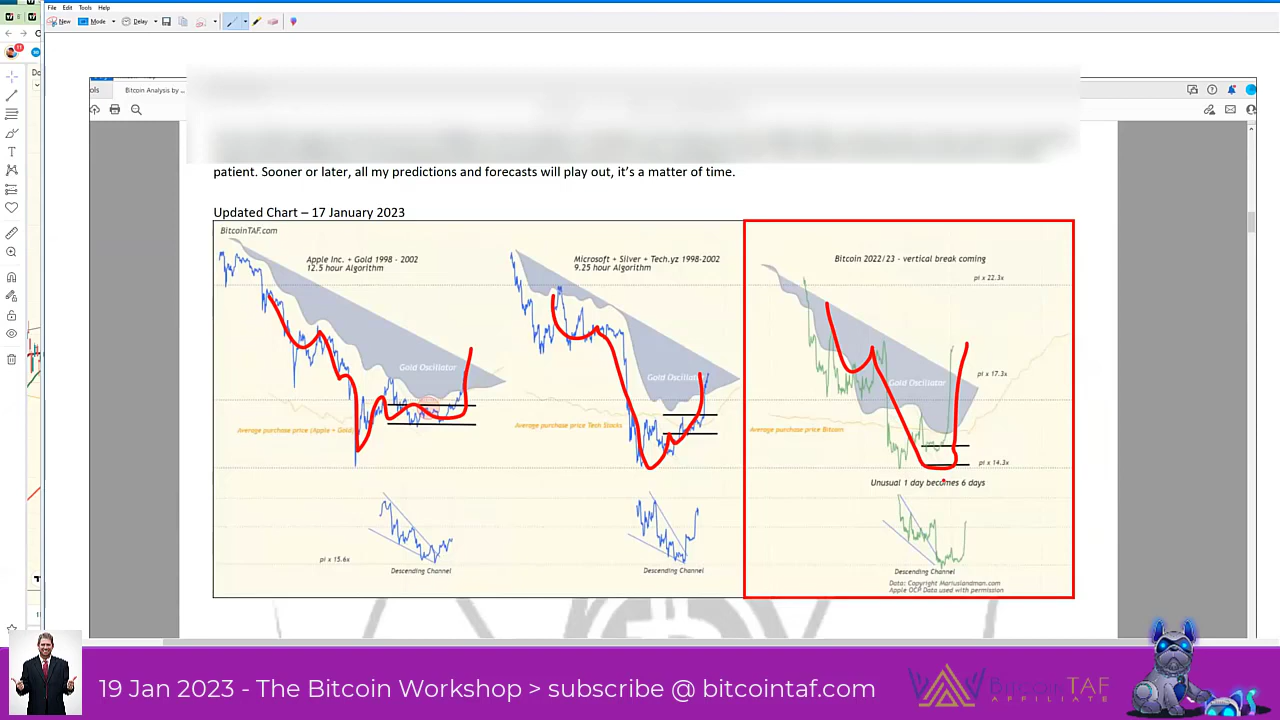 File Edit Tools Help
New Mode Delay
ols
Bitcoin Analysis by ...
patient. Sooner or later, all my predictions and forecasts will play out, it's a matter of time.
Updated Chart – 17 January 2023
BitcoinTAF.com
Apple Inc. + Gold 1998 - 2002
12.5 hour Algorithm
Gold Oscillator
Average purchase price (Apple + Gold)
pi x 15.6x
Descending Channel
Microsoft + Silver + Tech.yz 1998-2002
9.25 hour Algorithm
Gold Oscillator
Average purchase price Tech Stocks
Descending Channel
Bitcoin 2022/23 - vertical break coming
pi x 22.3x
pi x 17.3x
Gold Oscillator
Average purchase price Bitcoin
pi x 14.3x
Unusual 1 day becomes 6 days
Descending Channel
Data: Copyright Mariuslandman.com
Apple OCP Data used with permission
19 Jan 2023 - The Bitcoin Workshop > subscribe @ bitcointaf.com
Bitcoin TAF
AFFILIATE